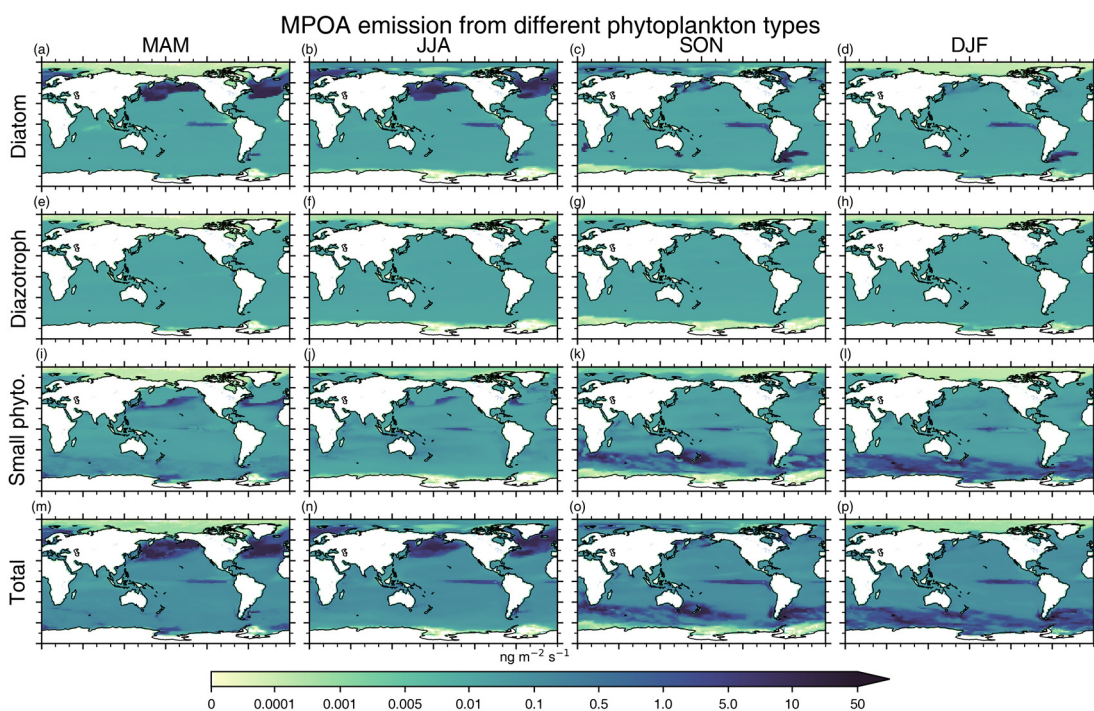 MPOA emission from different phytoplankton types
MAM JJA SON DJF
(a) (b) (c) (d)
Diatom
(e) (f) (g) (h)
Diazotroph
(i) (j) (k) (l)
Small phyto.
(m) (n) (o) (p)
Total
ng m⁻² s⁻¹
0 0.0001 0.001 0.005 0.01 0.1 0.5 1.0 5.0 10 50